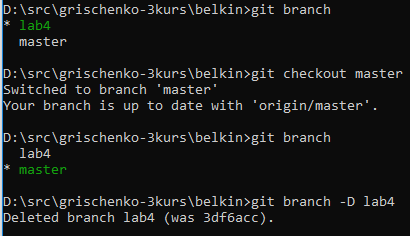 D:\src\grischenko-3kurs\belkin>git branch
* lab4
  master
D:\src\grischenko-3kurs\belkin>git checkout master
Switched to branch 'master'
Your branch is up to date with 'origin/master'.
D:\src\grischenko-3kurs\belkin>git branch
  lab4
* master
D:\src\grischenko-3kurs\belkin>git branch -D lab4
Deleted branch lab4 (was 3df6acc).